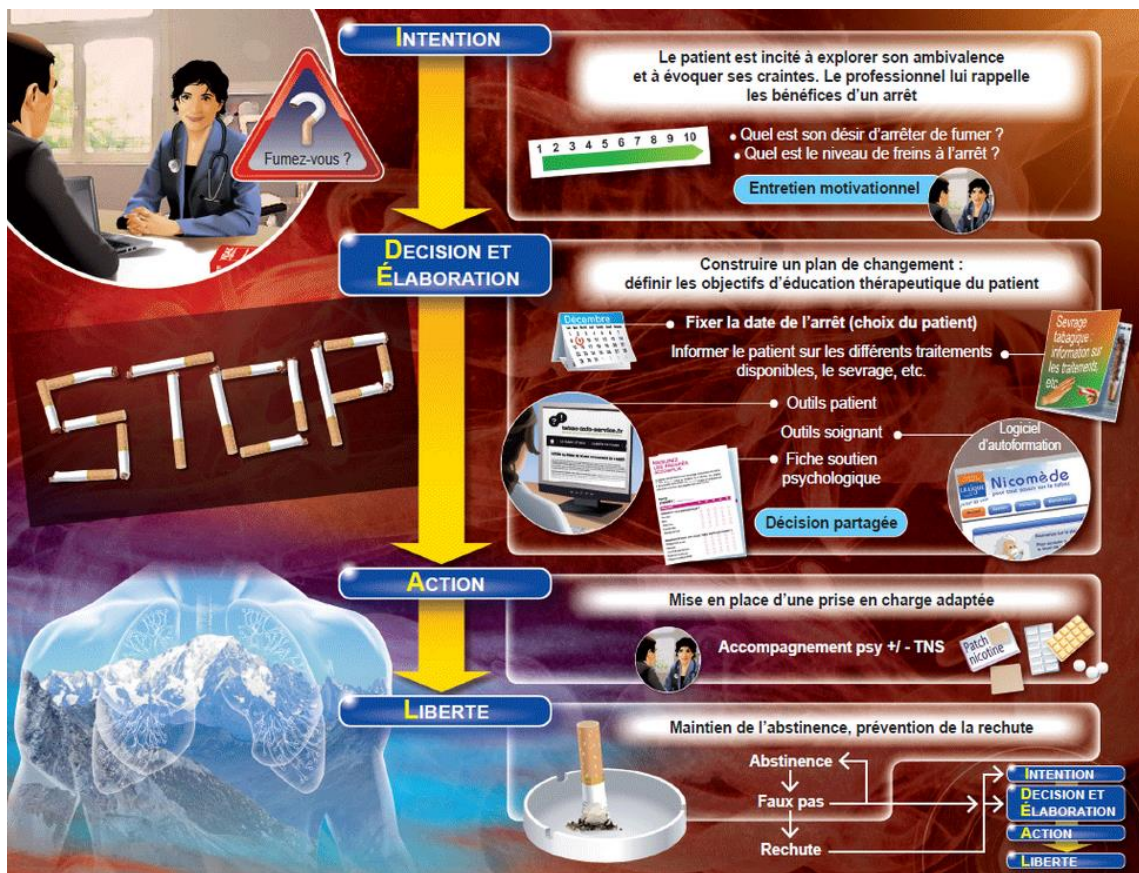 INTENTION
Le patient est incité à explorer son ambivalence
et à évoquer ses craintes. Le professionnel lui rappelle
les bénéfices d'un arrêt
?
Fumez-vous ?
1 2 3 4 5 6 7 8 9 10
• Quel est son désir d'arrêter de fumer ?
• Quel est le niveau de freins à l'arrêt ?
Entretien motivationnel
DECISION ET
ÉLABORATION
Construire un plan de changement :
définir les objectifs d'éducation thérapeutique du patient
Décembre
Fixer la date de l'arrêt (choix du patient)
Informer le patient sur les différents traitements
disponibles, le sevrage, etc.
Sevrage
tabagique :
information sur
les traitements,
etc.
STOP
Outils patient
tabac-info-service.fr
Outils soignant
Logiciel
d'autoformation
Nicomède
Fiche soutien
psychologique
Décision partagée
ACTION
Mise en place d'une prise en charge adaptée
Accompagnement psy +/ - TNS
Patch
nicotine
LIBERTE
Maintien de l'abstinence, prévention de la rechute
Abstinence
Faux pas
Rechute
INTENTION
DECISION ET
ÉLABORATION
ACTION
LIBERTE